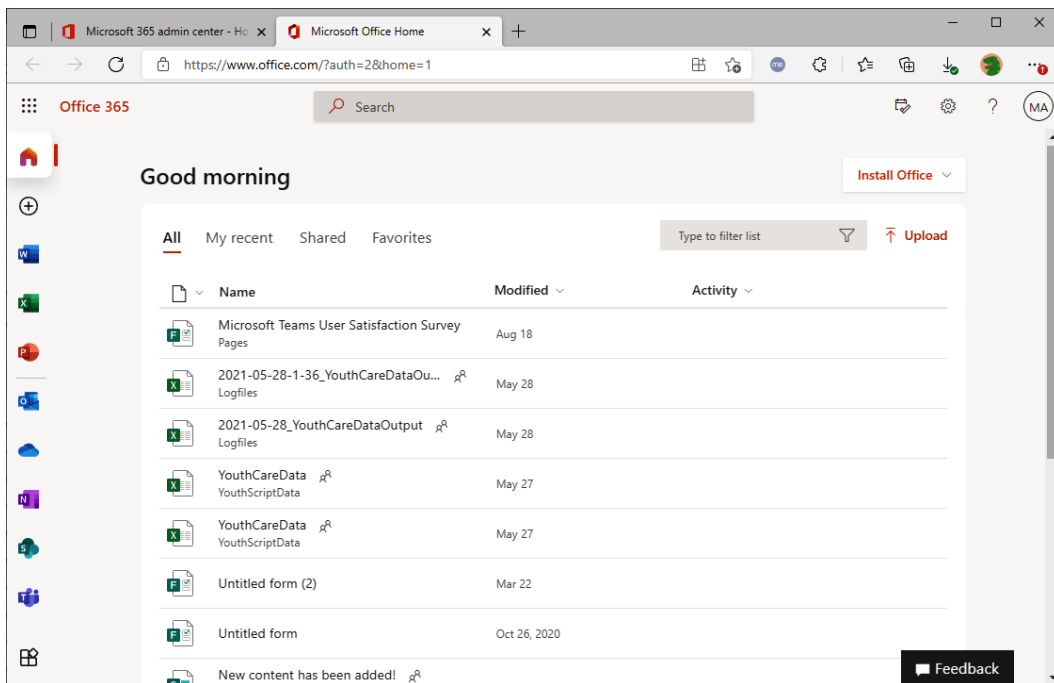 Microsoft 365 admin center - Ho
Microsoft Office Home
https://www.office.com/?auth=2&home=1
me
Office 365
Search
MA
Good morning
Install Office
All My recent Shared Favorites
Type to filter list
Upload
Name Modified Activity
Microsoft Teams User Satisfaction Survey
Pages
Aug 18
2021-05-28-1-36_YouthCareDataOu...
Logfiles
May 28
2021-05-28_YouthCareDataOutput
Logfiles
May 28
YouthCareData
YouthScriptData
May 27
YouthCareData
YouthScriptData
May 27
Untitled form (2)
Mar 22
Untitled form
Oct 26, 2020
New content has been added!
Feedback